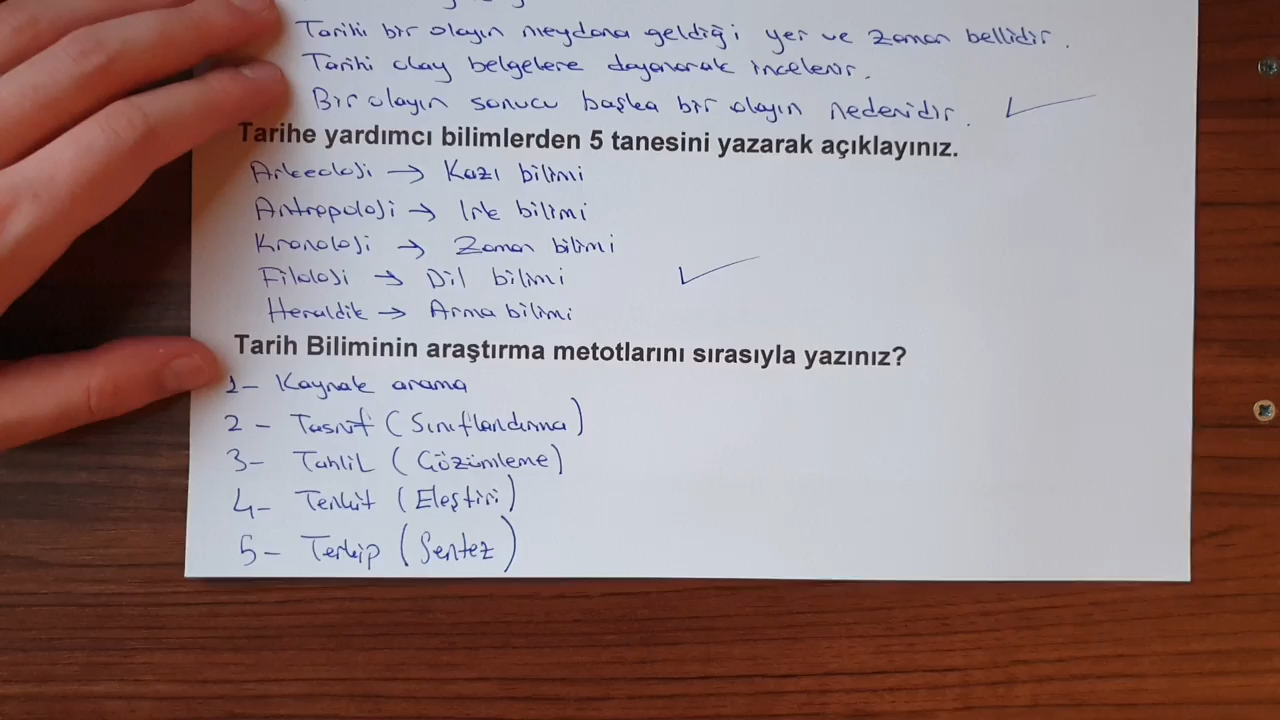 Tarihi bir olayın meydana geldiği yer ve zaman bellidir.
Tarihi olay belgelere dayanarak incelenir.
Bir olayın sonucu başka bir olayın nedenidir.
Tarihe yardımcı bilimlerden 5 tanesini yazarak açıklayınız.
Arkeoloji → Kazı bilimi
Antropoloji → Irk bilimi
Kronoloji → Zaman bilimi
Filoloji → Dil bilimi
Heraldik → Arma bilimi
Tarih Biliminin araştırma metotlarını sırasıyla yazınız?
1- Kaynak arama
2- Tasnif (Sınıflandırma)
3- Tahlil (Çözümleme)
4- Tenkit (Eleştiri)
5- Terkip (Sentez)